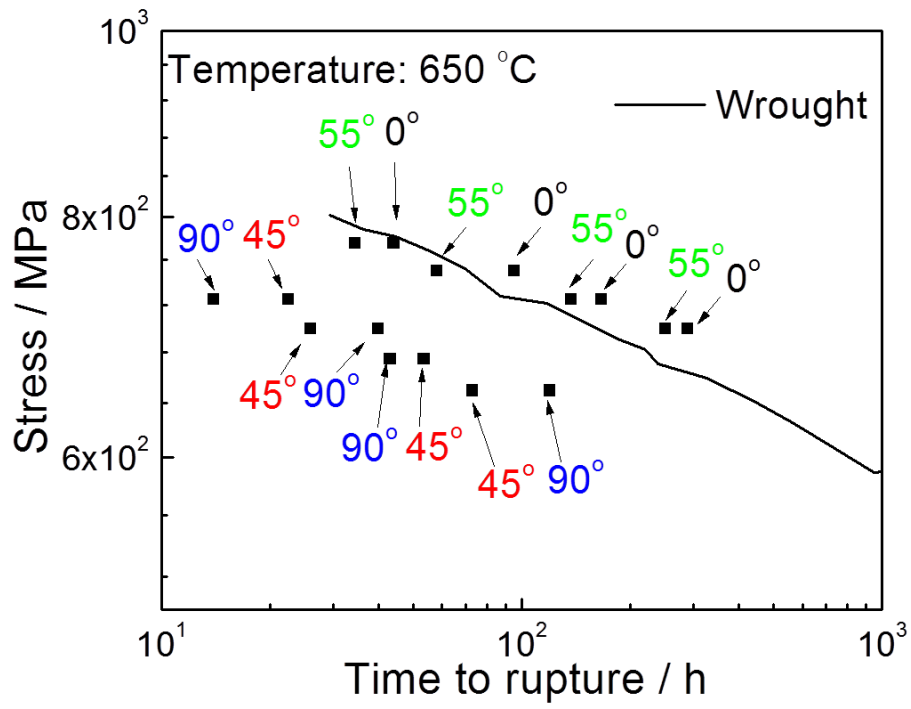 10³
Temperature: 650 °C
Wrought
55° 0°
55° 0°
8x10²
90° 45°
55° 0°
55° 0°
Stress / MPa
45° 90°
90° 45°
6x10²
45° 90°
10¹ 10² 10³
Time to rupture / h